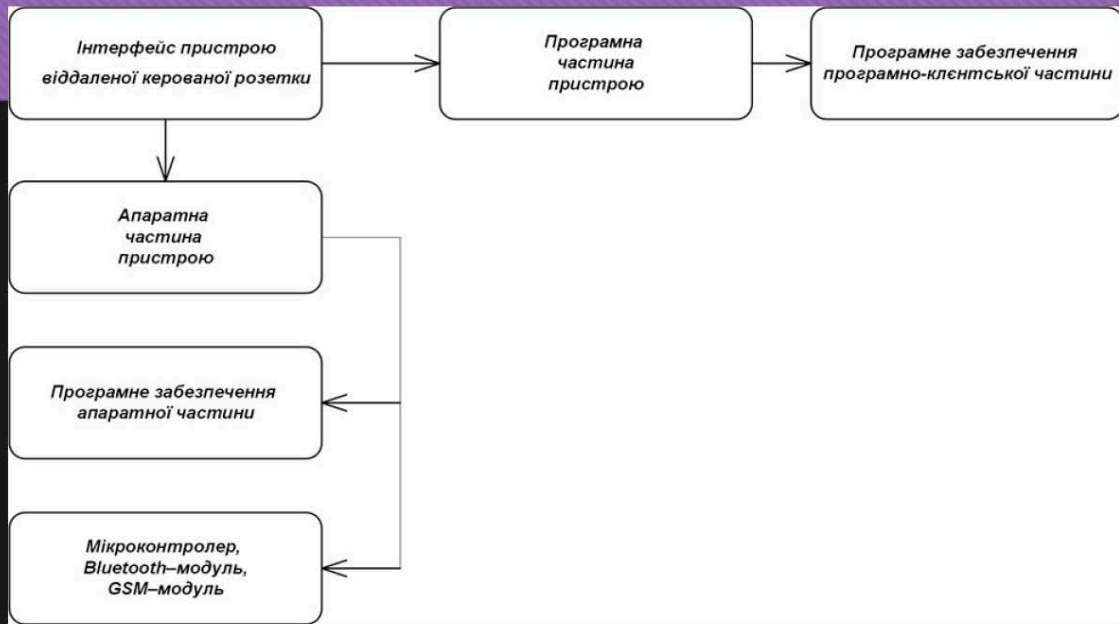 Інтерфейс пристрою
віддаленої керованої розетки
Програмна
частина
пристрою
Програмне забезпечення
програмно-клєнтської частини
Апаратна
частина
пристрою
Програмне забезпечення
апаратної частини
Мікроконтролер,
Bluetooth–модуль,
GSM–модуль